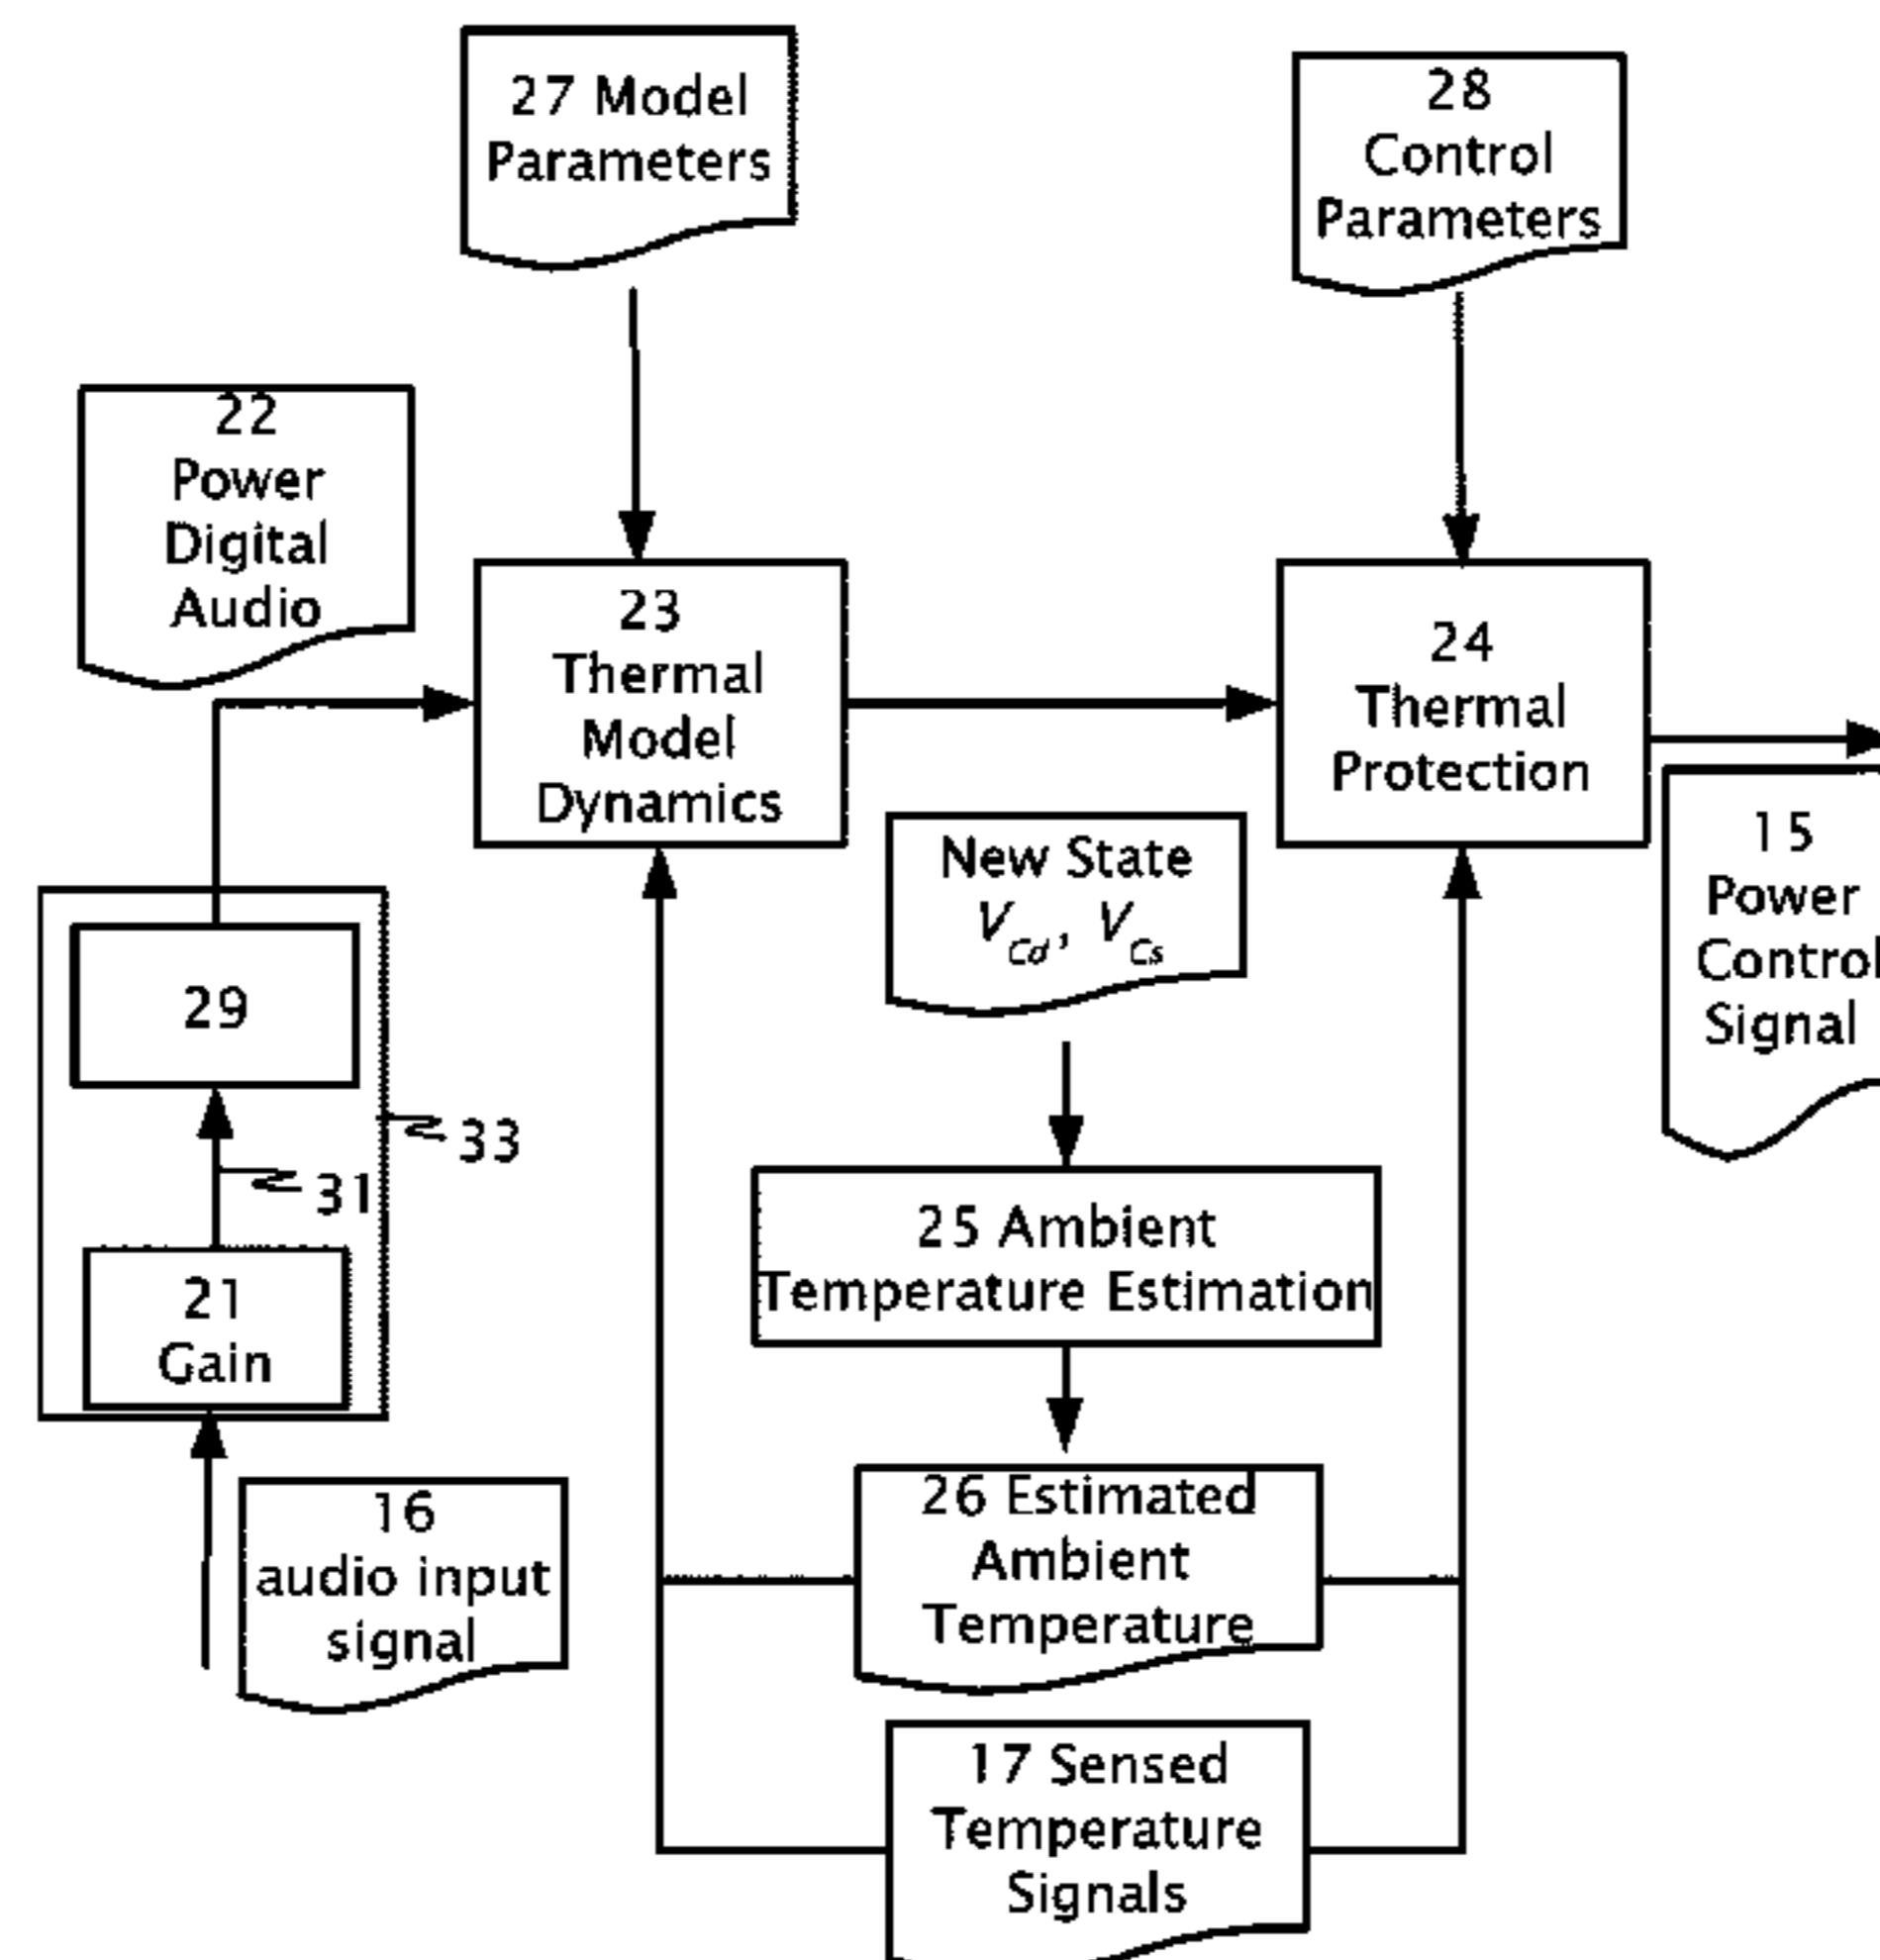 27 Model
Parameters
28
Control
Parameters
22
Power
Digital
Audio
23
Thermal
Model
Dynamics
24
Thermal
Protection
New State
V_Cd, V_Cs
15
Power
Control
Signal
29
33
31
21
Gain
25 Ambient
Temperature Estimation
16
audio input
signal
26 Estimated
Ambient
Temperature
17 Sensed
Temperature
Signals